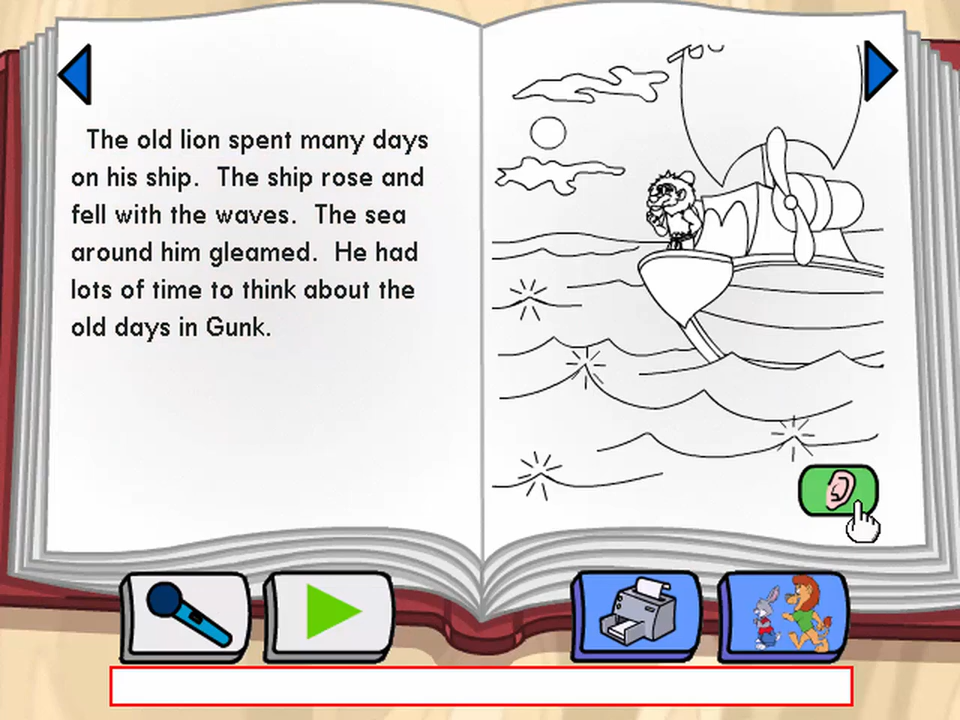 The old lion spent many days
on his ship.  The ship rose and
fell with the waves.  The sea
around him gleamed.  He had
lots of time to think about the
old days in Gunk.